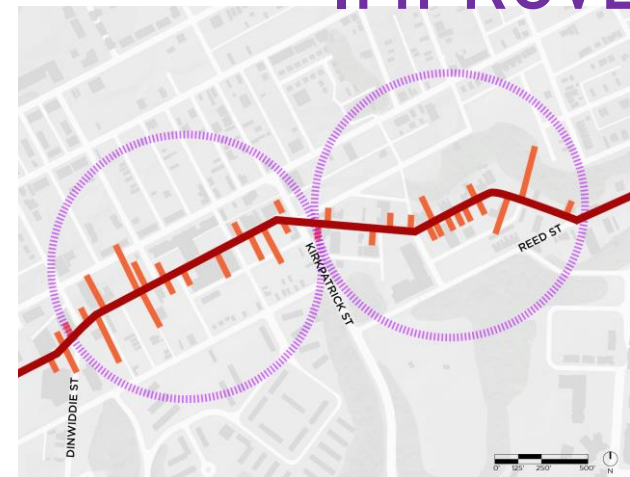 KIRKPATRICK ST
REED ST
DINWIDDIE ST
0' 125' 250' 500'
N